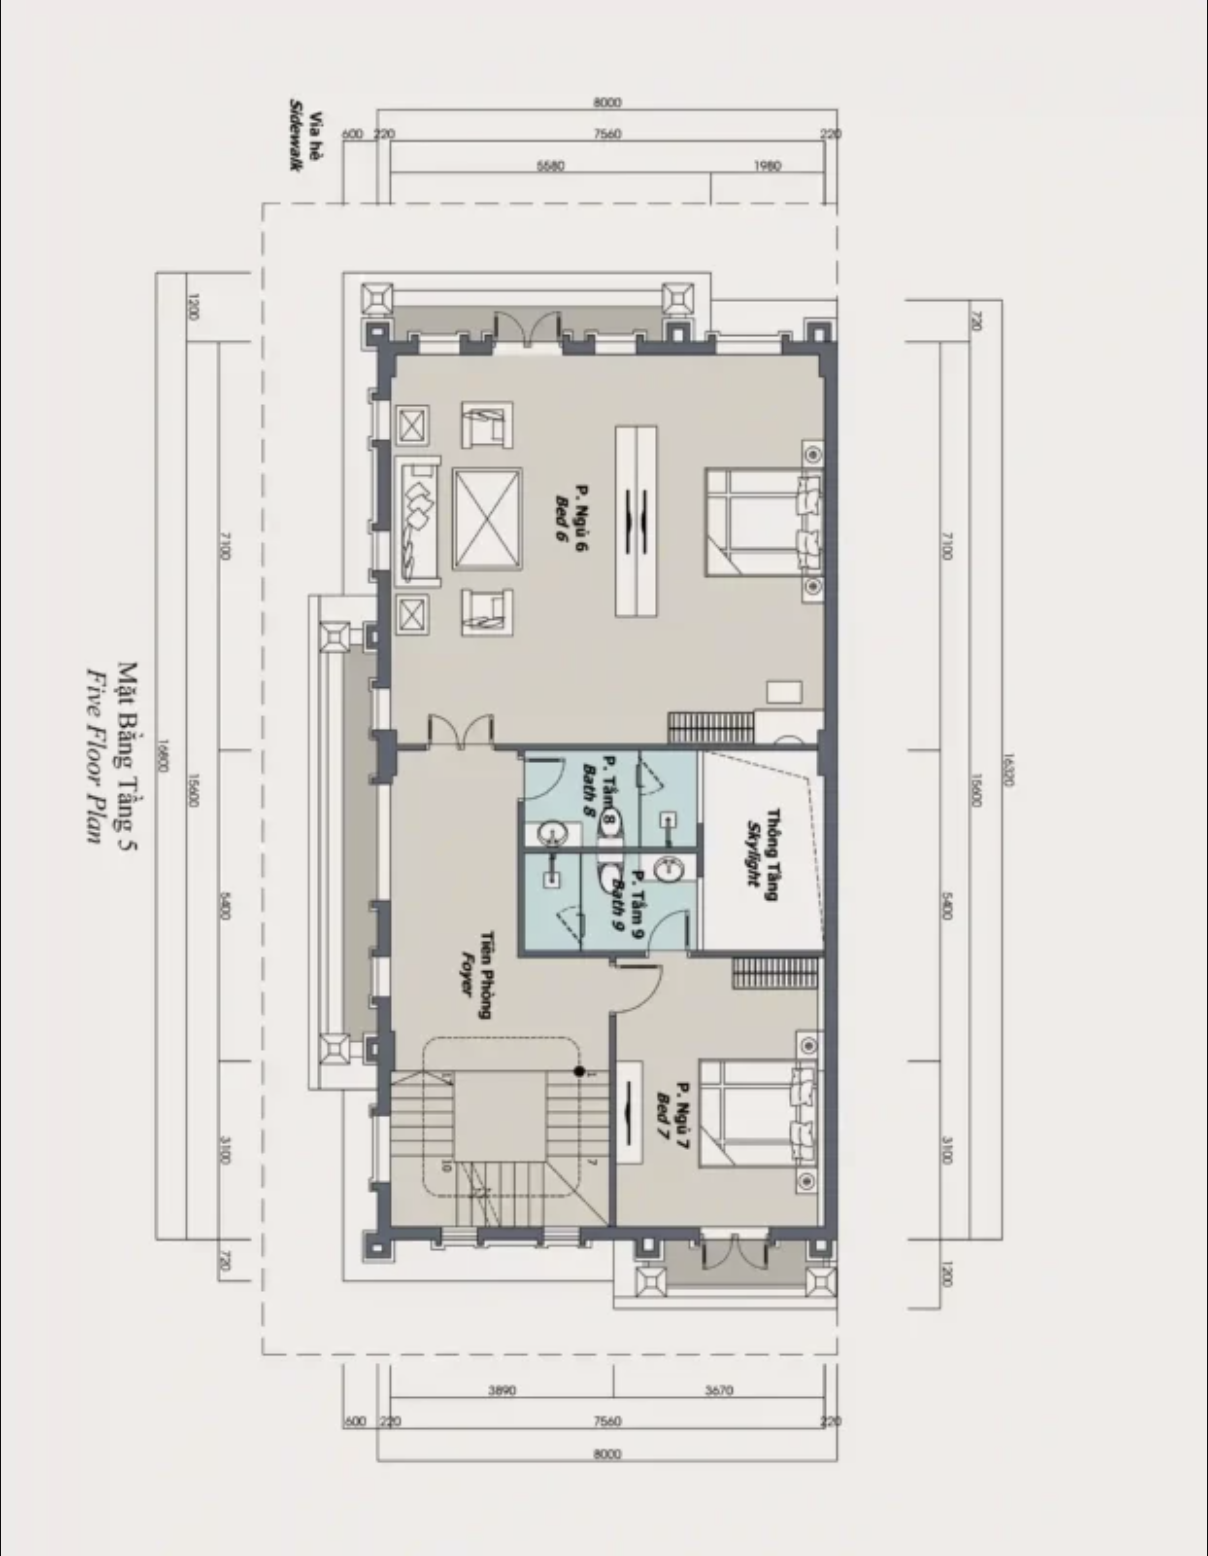 Vỉa hè
Sidewalk
8000
600
220
7560
220
5580
1980
1200
7100
5400
3100
720
15600
16800
720
7100
5400
3100
1200
15600
16320
P. Ngủ 6
Bed 6
P. Tắm 8
Bath 8
P. Tắm 9
Bath 9
Thông Tầng
Skylight
Tiền Phòng
Foyer
1
1
7
10
P. Ngủ 7
Bed 7
Mặt Bằng Tầng 5
Five Floor Plan
3890
3670
600
220
7560
220
8000